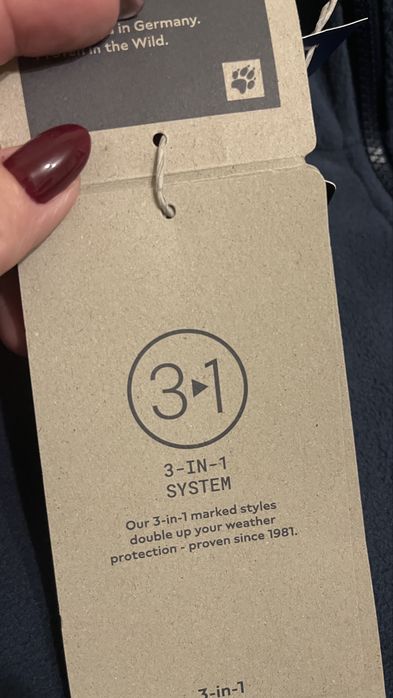 in Germany.
in the Wild.
3▸1
3-IN-1
SYSTEM
Our 3-in-1 marked styles
double up your weather
protection - proven since 1981.
3-in-1